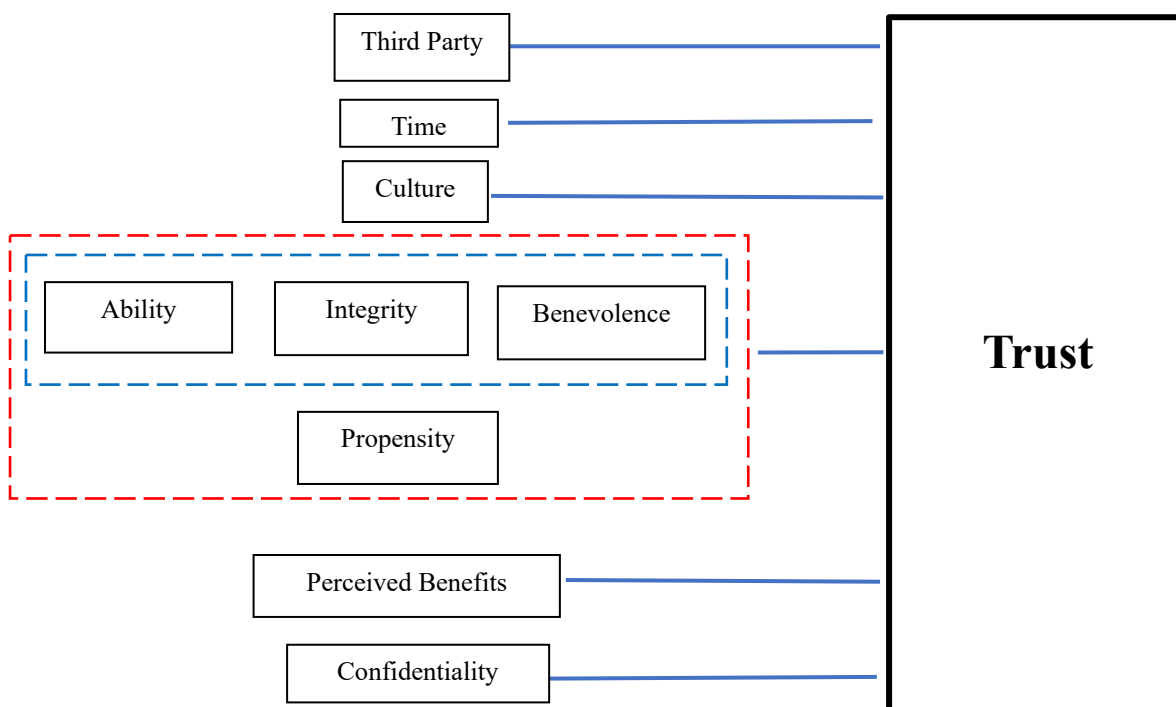 Third Party
Time
Culture
Ability
Integrity
Benevolence
Trust
Propensity
Perceived Benefits
Confidentiality